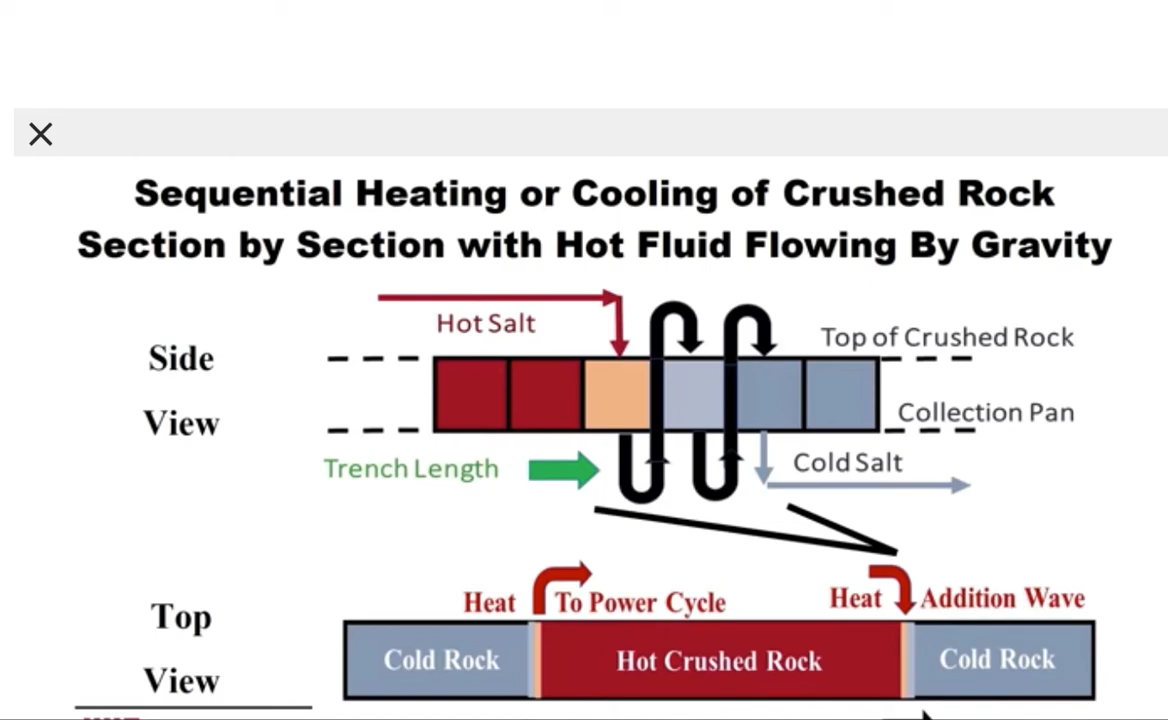 Sequential Heating or Cooling of Crushed Rock
Section by Section with Hot Fluid Flowing By Gravity
Hot Salt
Top of Crushed Rock
Side
View
Collection Pan
Trench Length
Cold Salt
Heat To Power Cycle
Heat Addition Wave
Top
View
Cold Rock
Hot Crushed Rock
Cold Rock